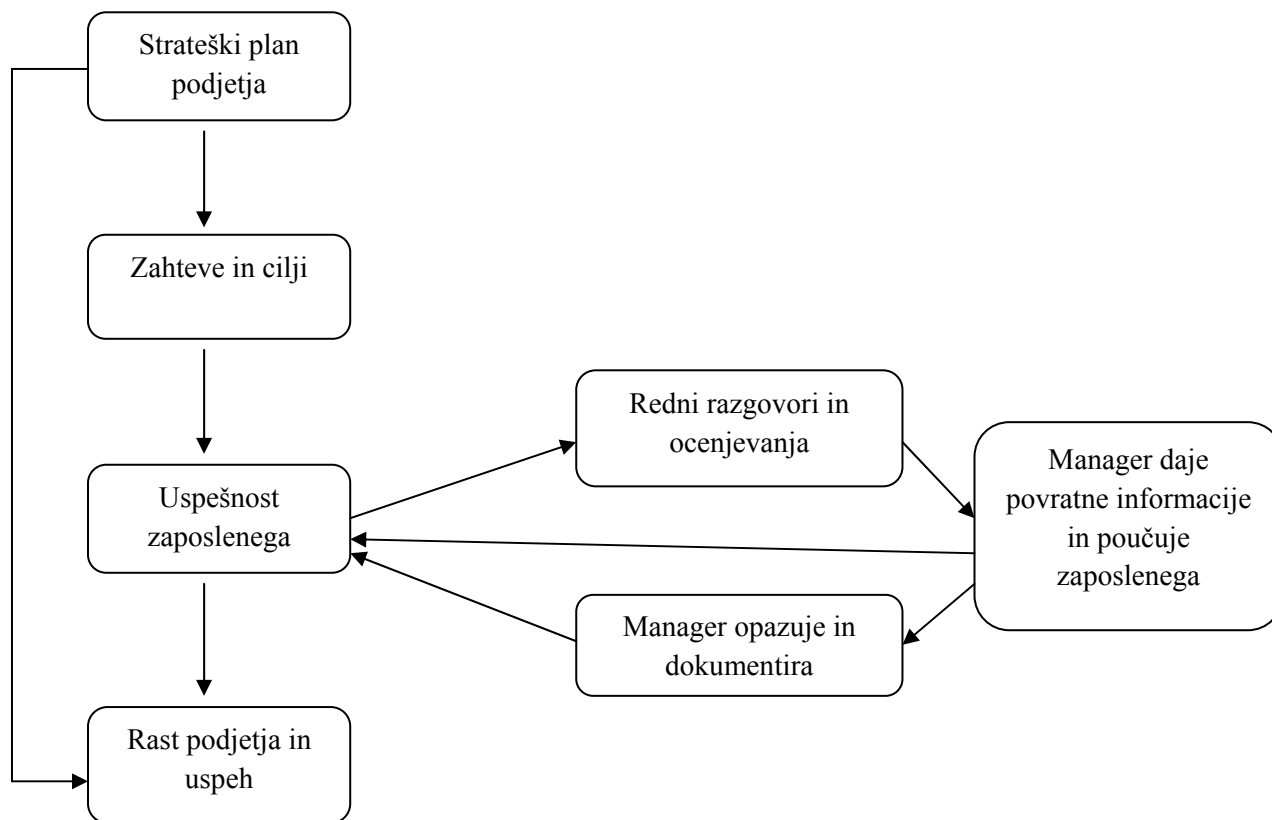 Strateški plan
podjetja
Zahteve in cilji
Redni razgovori in
ocenjevanja
Manager daje
povratne informacije
in poučuje
zaposlenega
Uspešnost
zaposlenega
Manager opazuje in
dokumentira
Rast podjetja in
uspeh